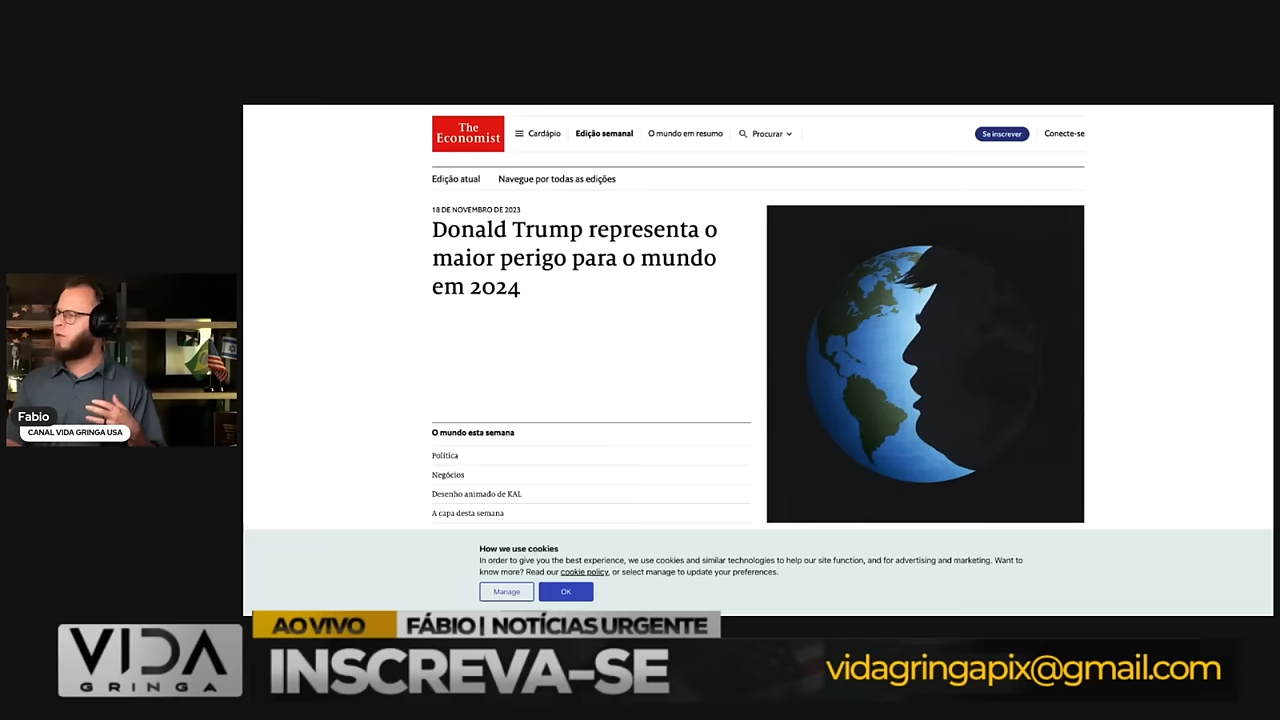 The
Economist
Cardápio
Edição semanal
O mundo em resumo
Procurar
Se inscrever
Conecte-se
Edição atual
Navegue por todas as edições
18 DE NOVEMBRO DE 2023
Donald Trump representa o
maior perigo para o mundo
em 2024
O mundo esta semana
Política
Negócios
Desenho animado de KAL
A capa desta semana
How we use cookies
In order to give you the best experience, we use cookies and similar technologies to help our site function, and for advertising and marketing. Want to
know more? Read our cookie policy, or select manage to update your preferences.
Manage
OK
Fabio
CANAL VIDA GRINGA USA
AO VIVO
FÁBIO | NOTÍCIAS URGENTE
VIDA
GRINGA
INSCREVA-SE
vidagringapix@gmail.com